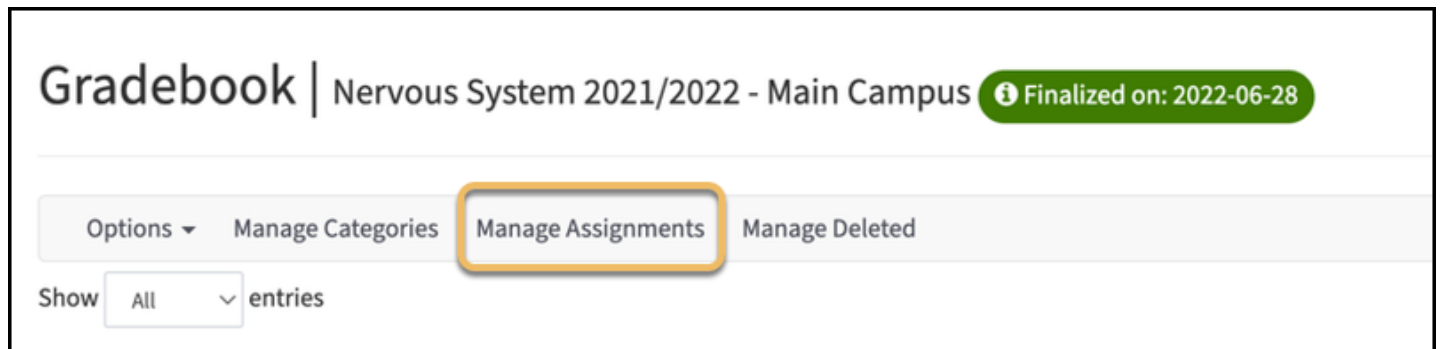 Gradebook | Nervous System 2021/2022 - Main Campus Finalized on: 2022-06-28
Options Manage Categories Manage Assignments Manage Deleted
Show All entries